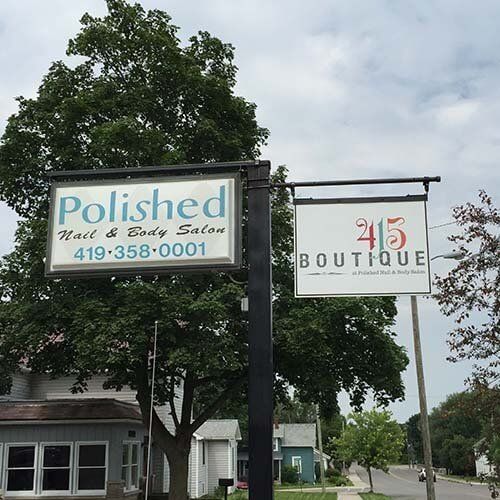 Polished
Nail & Body Salon
419•358•0001
415
BOUTIQUE
at Polished Nail & Body Salon